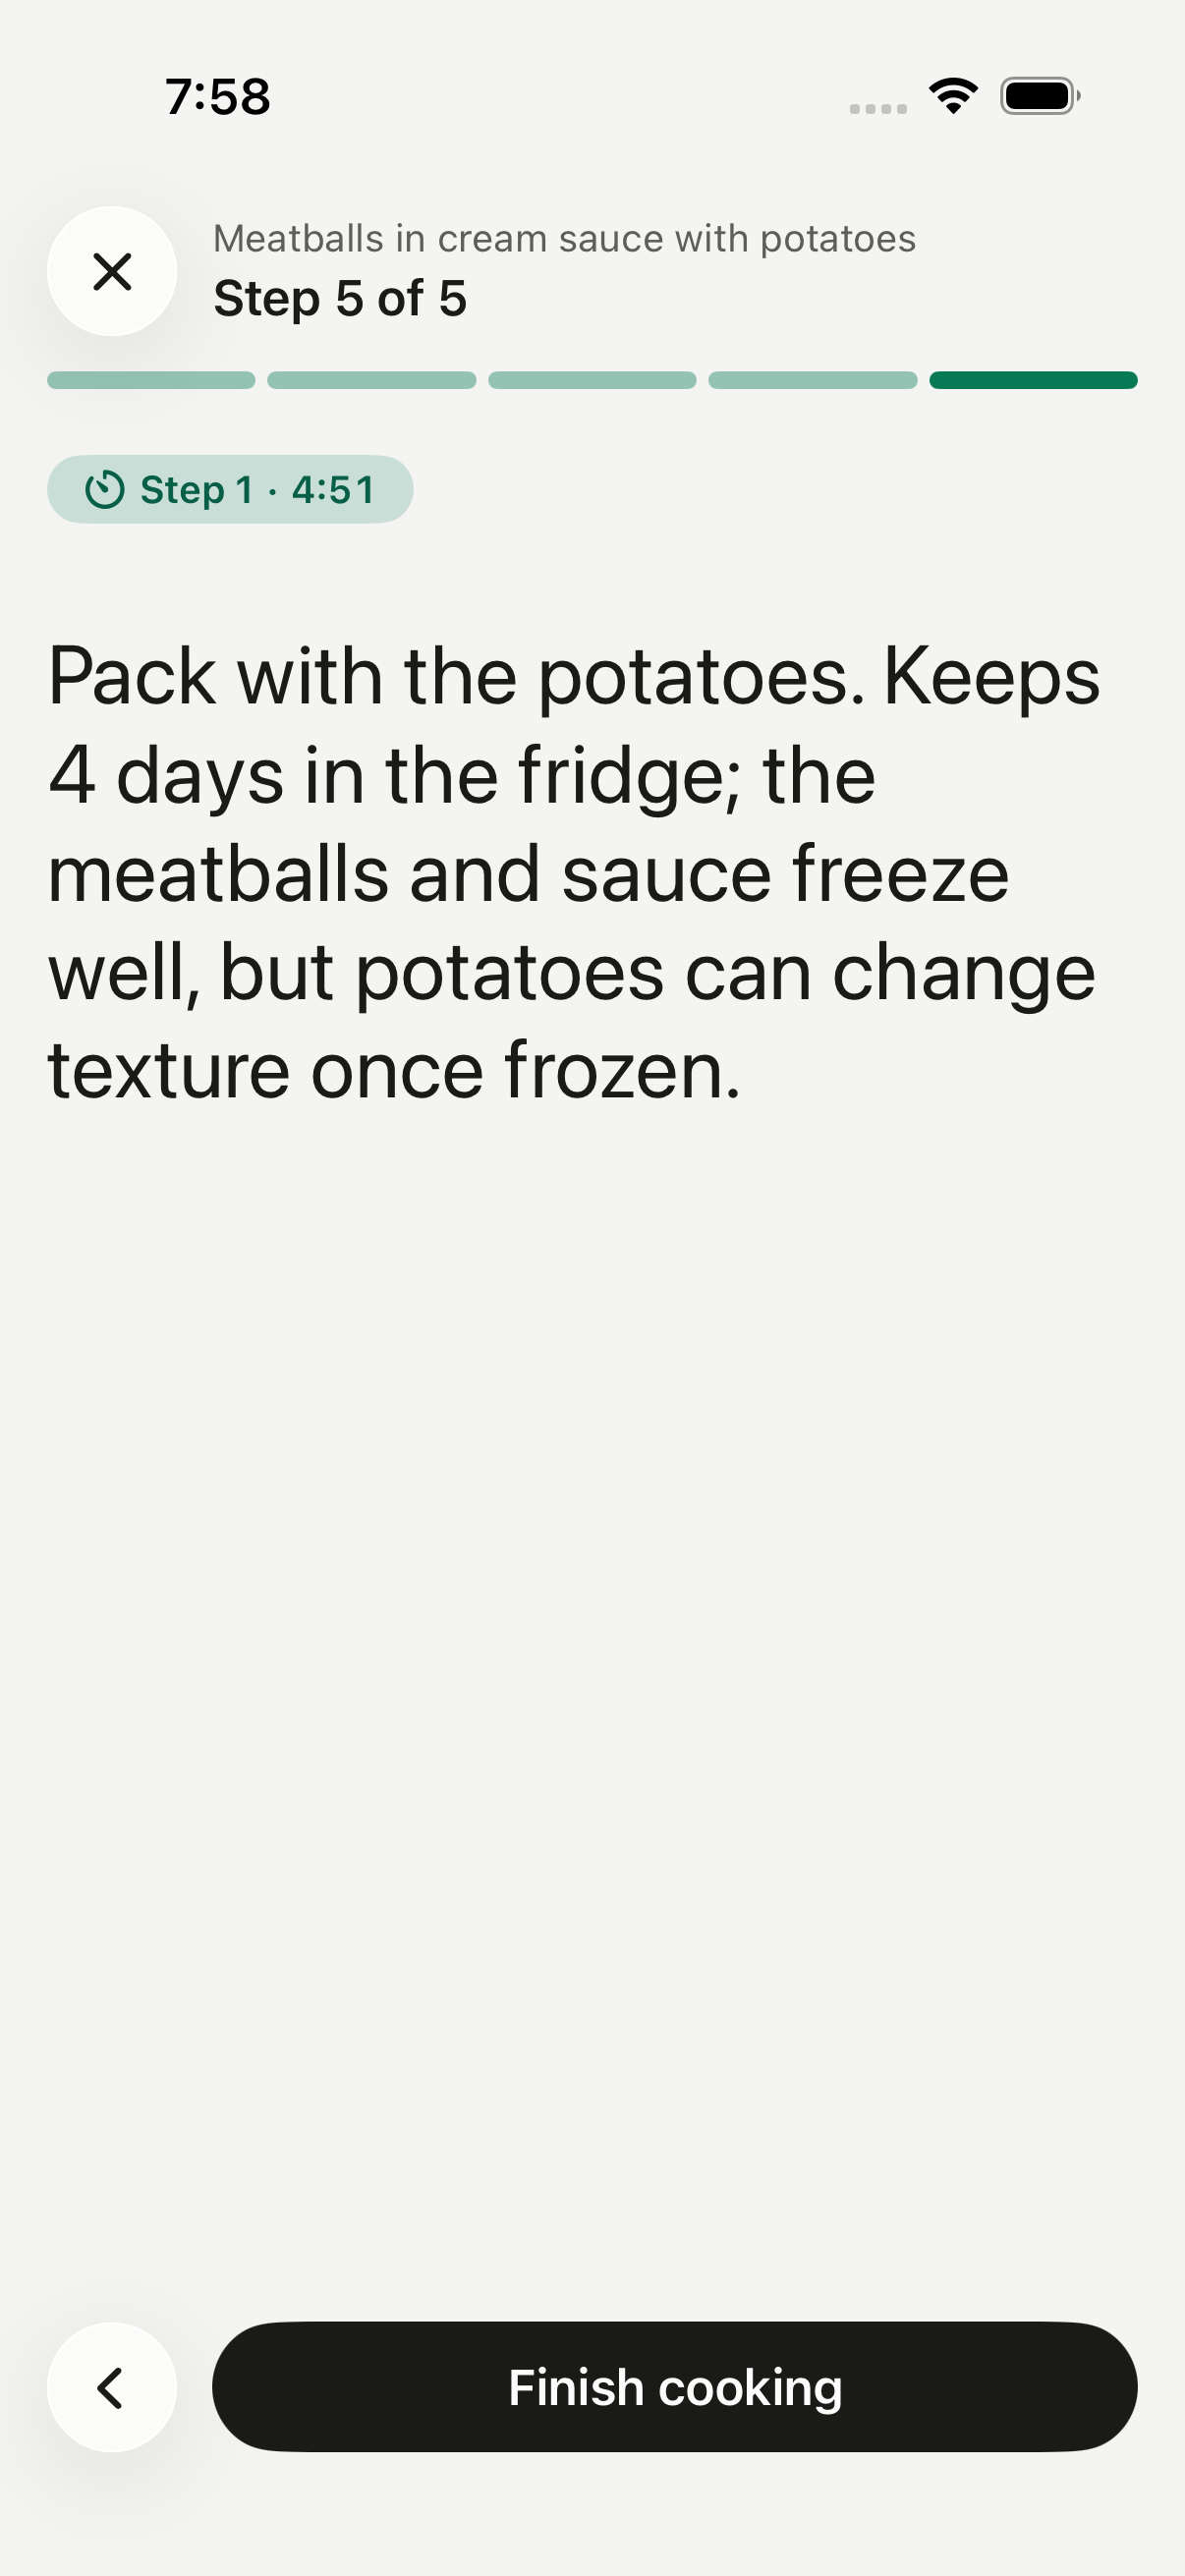 7:58
Meatballs in cream sauce with potatoes
Step 5 of 5
Step 1 · 4:51
Pack with the potatoes. Keeps
4 days in the fridge; the
meatballs and sauce freeze
well, but potatoes can change
texture once frozen.
Finish cooking